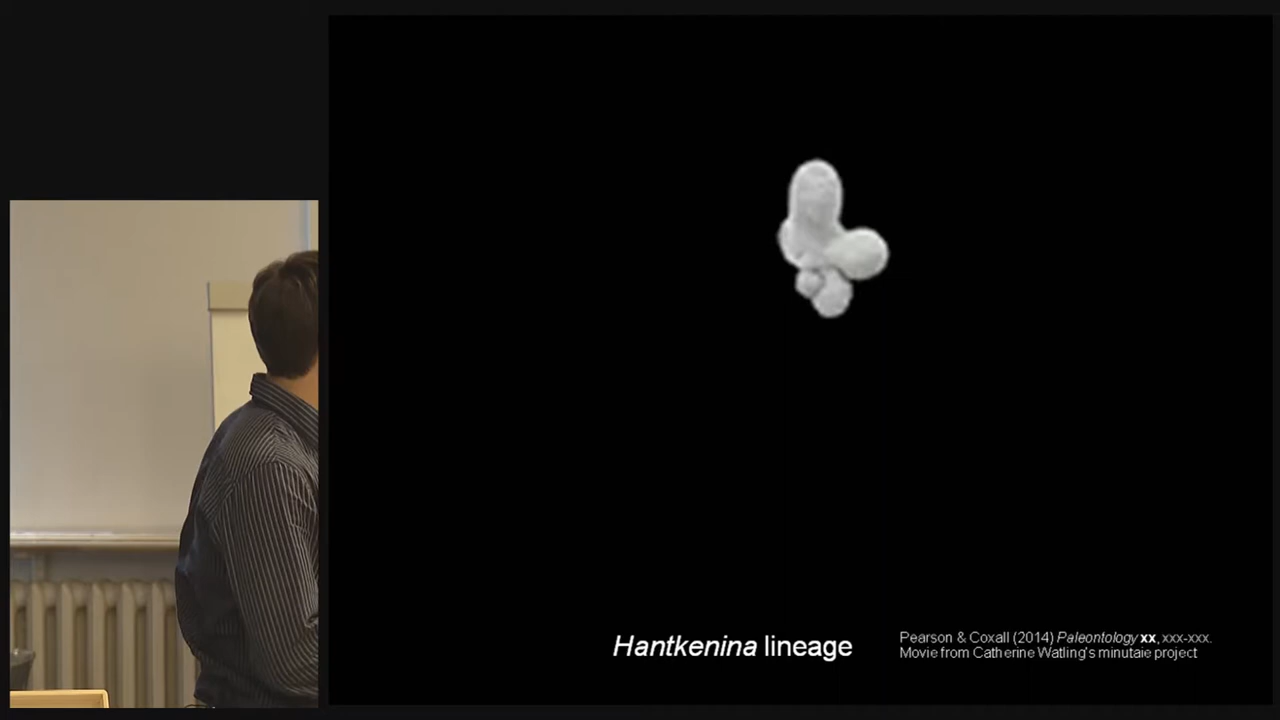 Hantkenina lineage
Pearson & Coxall (2014) Paleontology xx, xxx-xxx.
Movie from Catherine Watling's minutaie project